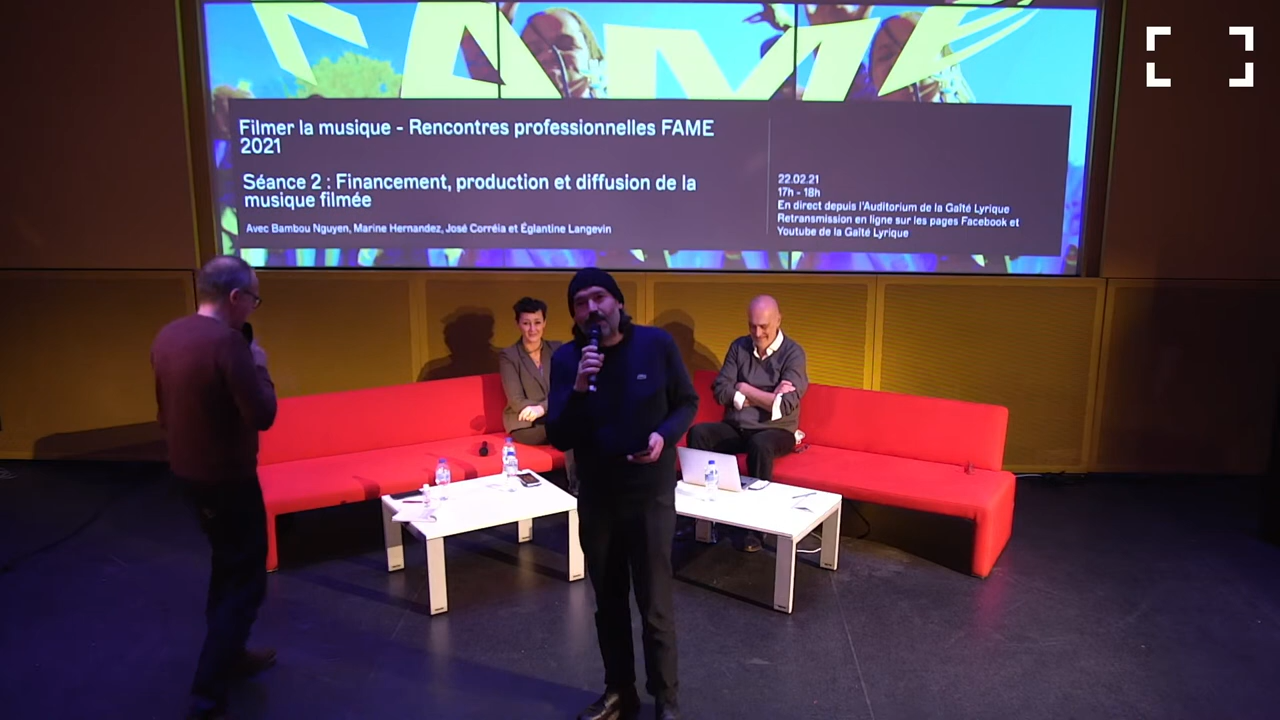 FAME
Filmer la musique - Rencontres professionnelles FAME
2021
Séance 2 : Financement, production et diffusion de la
musique filmée
Avec Bambou Nguyen, Marine Hernandez, José Corréia et Églantine Langevin
22.02.21
17h - 18h
En direct depuis l'Auditorium de la Gaîté Lyrique
Retransmission en ligne sur les pages Facebook et
Youtube de la Gaîté Lyrique